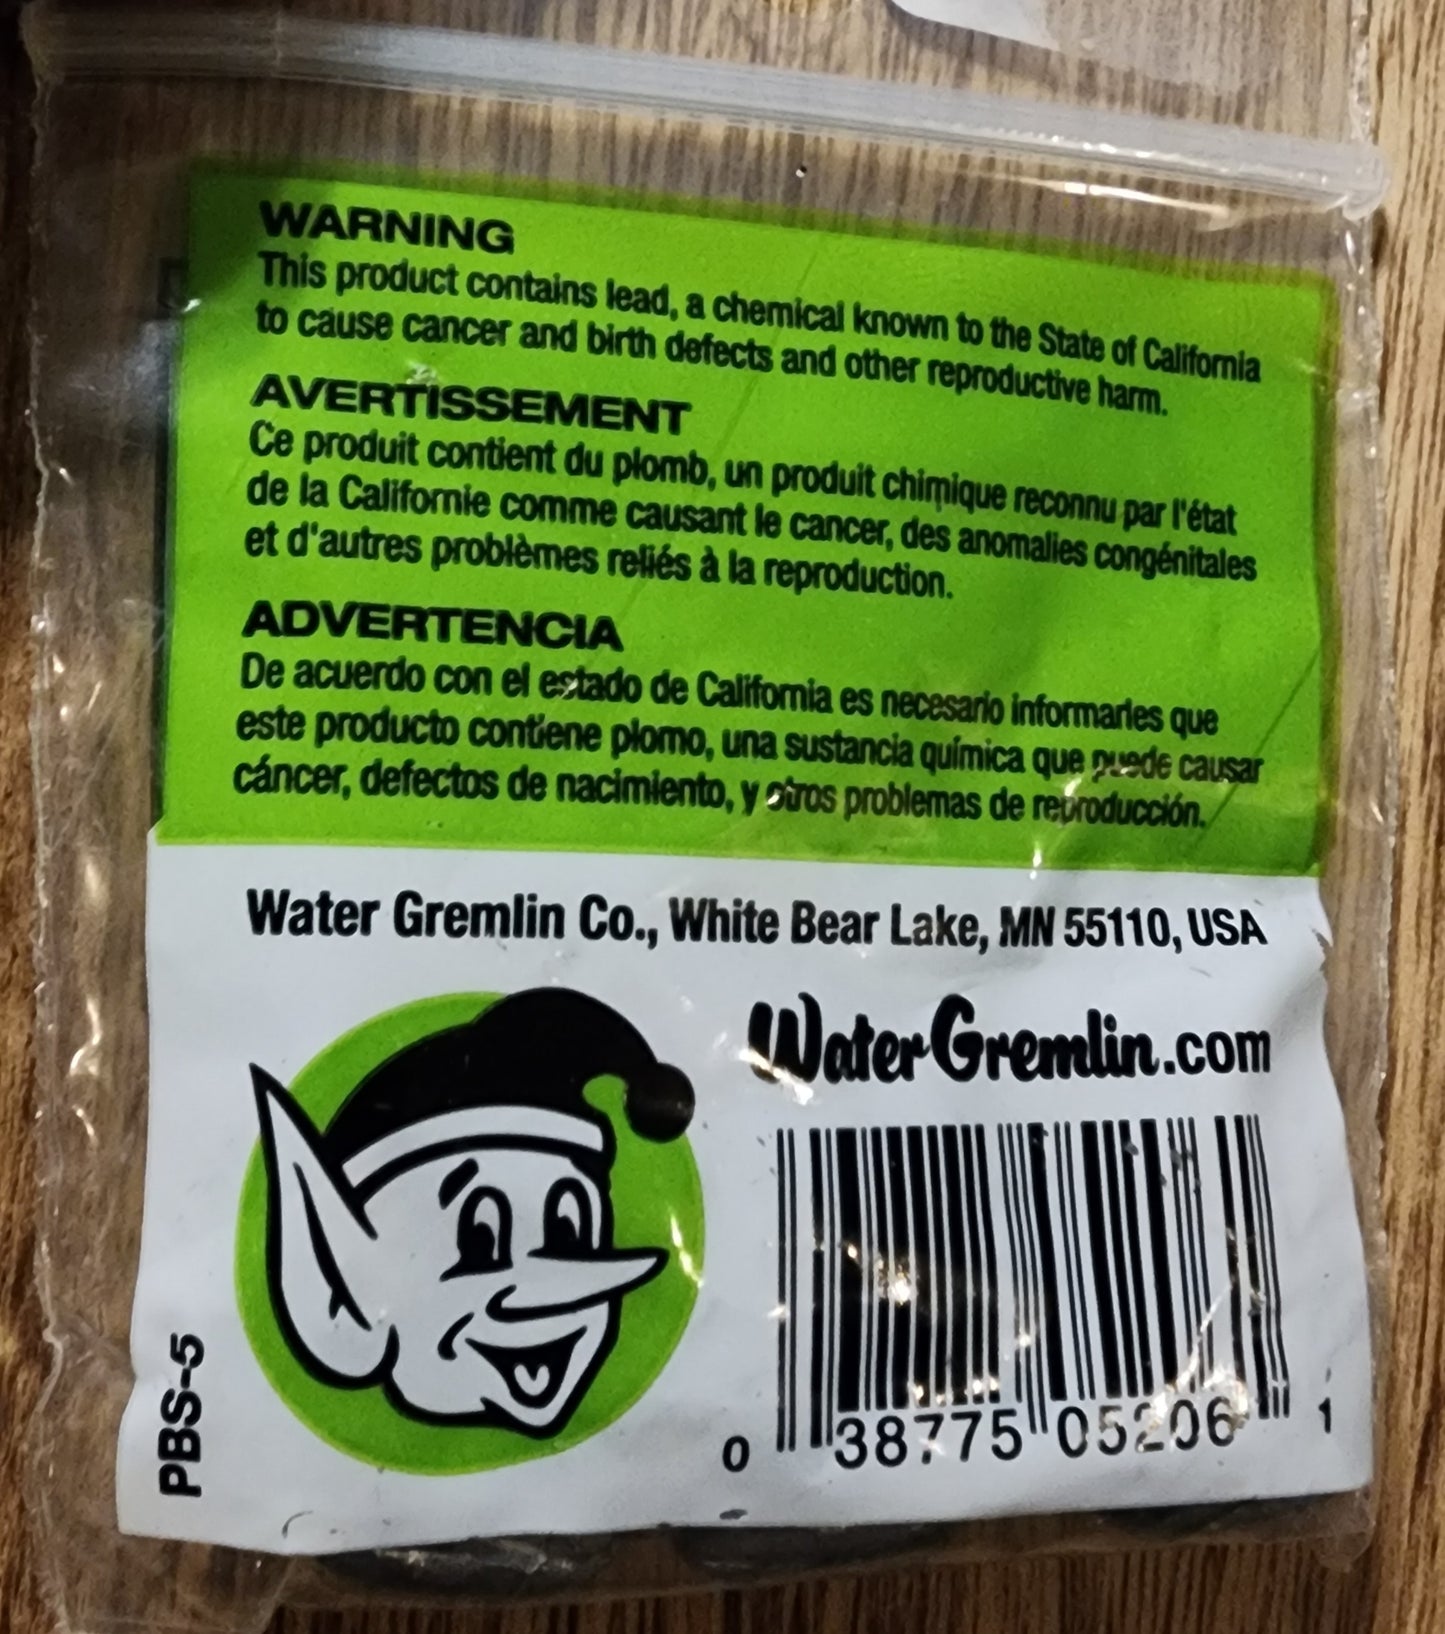 WARNING
This product contains lead, a chemical known to the State of California
to cause cancer and birth defects and other reproductive harm.
AVERTISSEMENT
Ce produit contient du plomb, un produit chimique reconnu par l'état
de la Californie comme causant le cancer, des anomalies congénitales
et d'autres problèmes reliés à la reproduction.
ADVERTENCIA
De acuerdo con el estado de California es necesario informarles que
este producto contiene plomo, una sustancia química que puede causar
cáncer, defectos de nacimiento, y otros problemas de reproducción.
Water Gremlin Co., White Bear Lake, MN 55110, USA
WaterGremlin.com
PBS-5
0 38775 05206 1